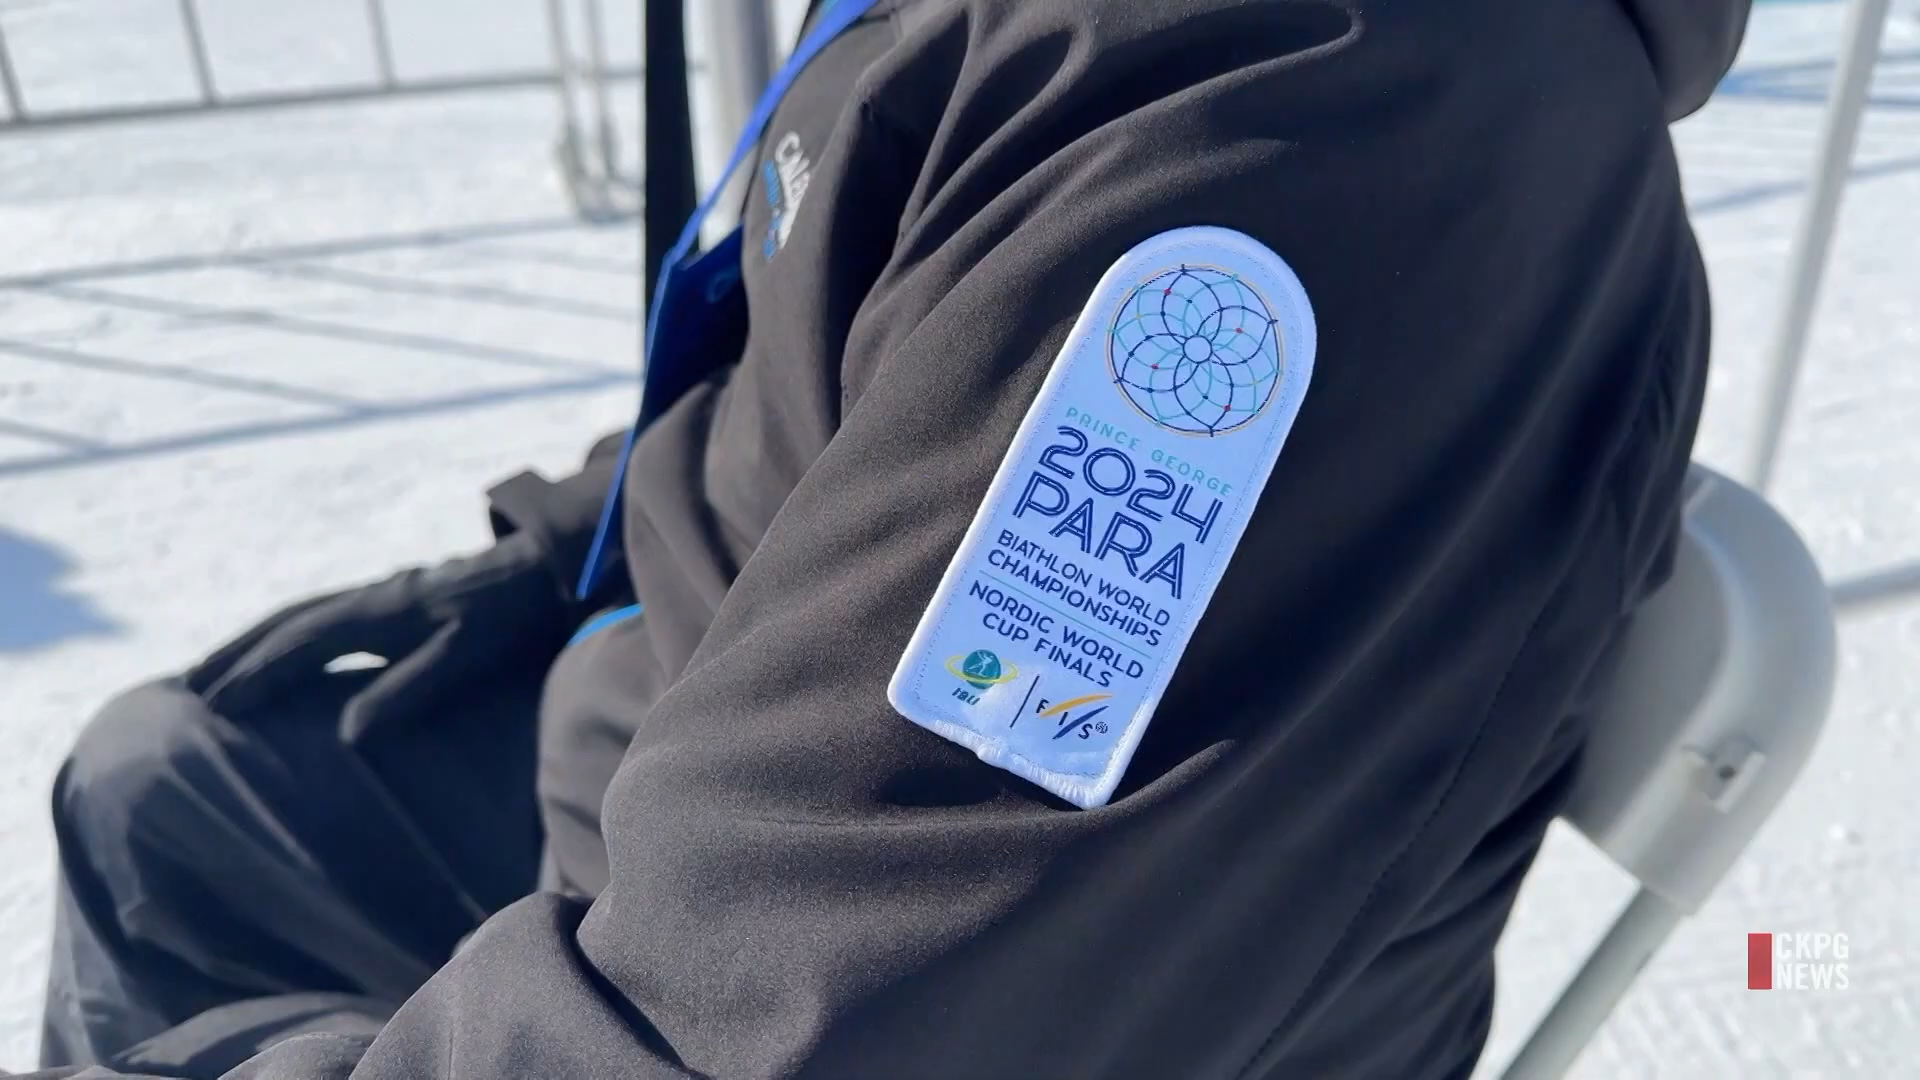 PRINCE GEORGE
2024
PARA
BIATHLON WORLD
CHAMPIONSHIPS
NORDIC WORLD
CUP FINALS
IBU
FIS
CKPG
NEWS